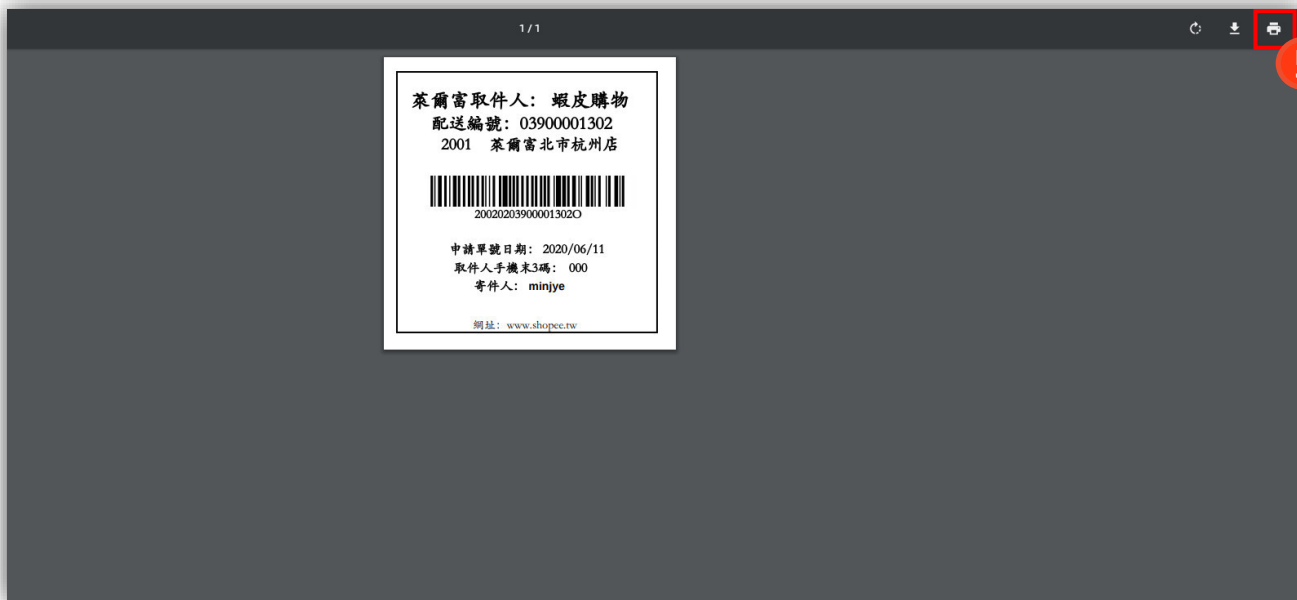 1 / 1
萊爾富取件人: 蝦皮購物
配送編號: 03900001302
2001 萊爾富北市杭州店
20020203900001302O
申請單號日期: 2020/06/11
取件人手機末3碼: 000
寄件人: minjye
網址: www.shopee.tw